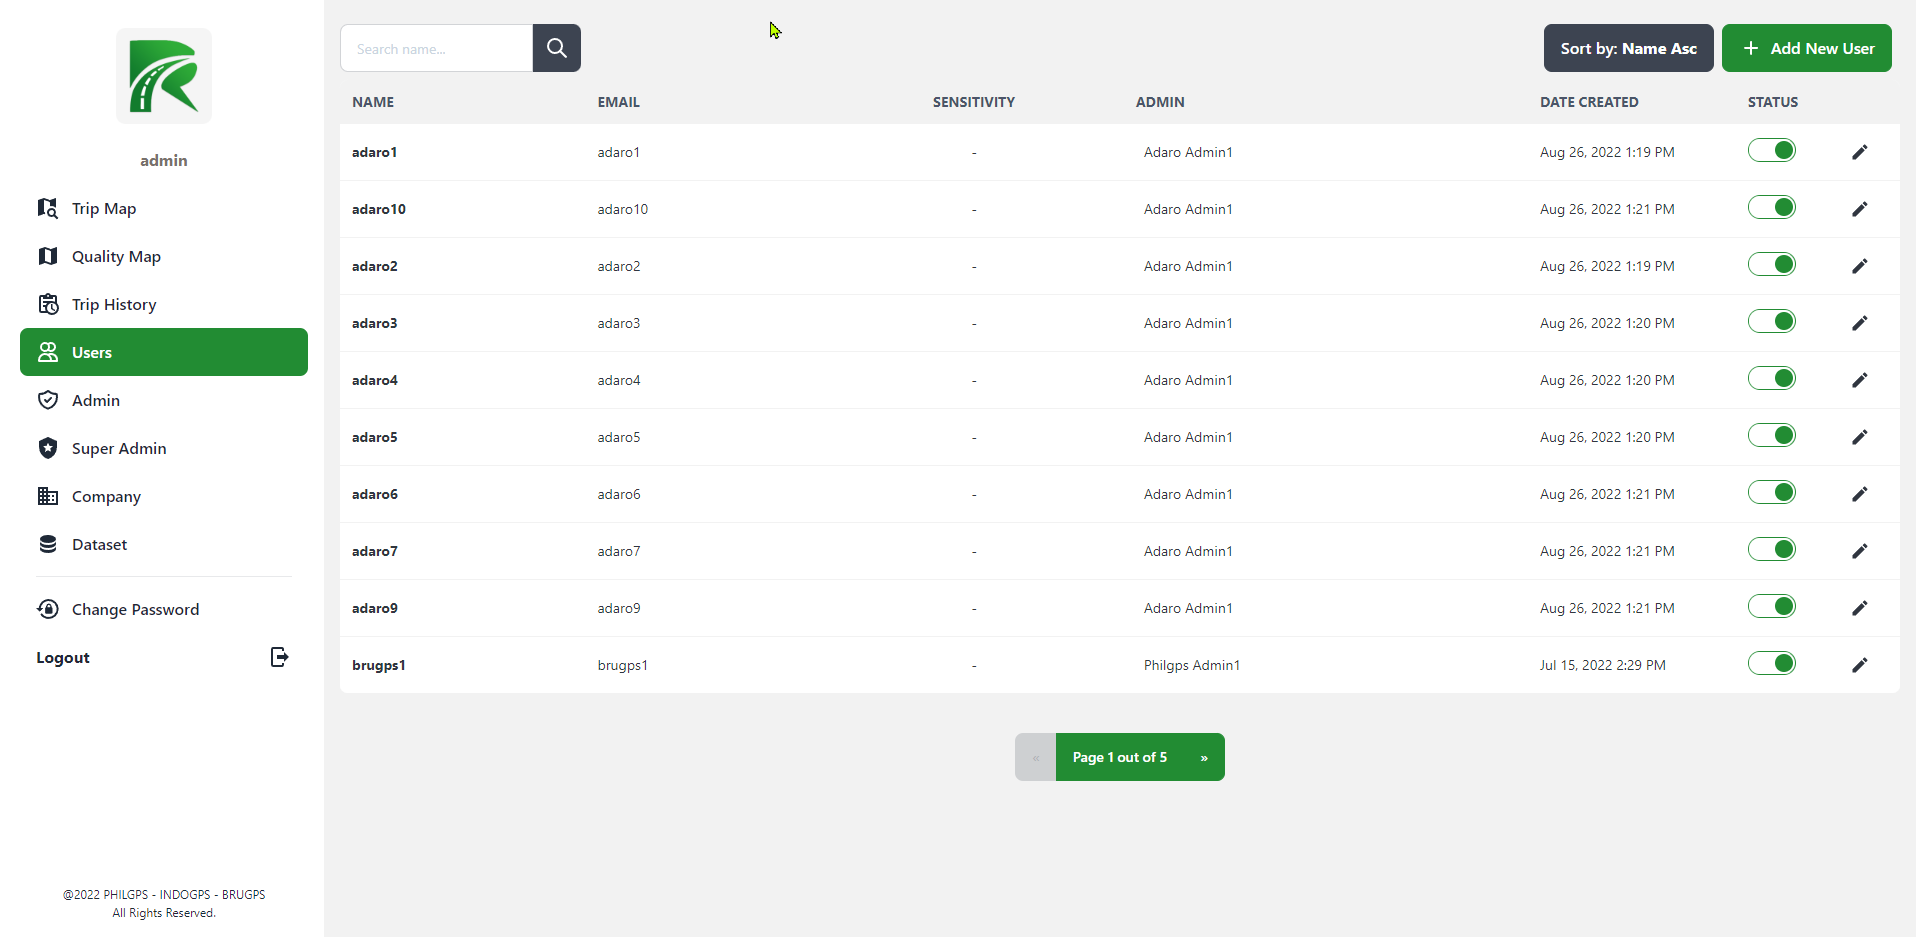 admin
Trip Map
Quality Map
Trip History
Users
Admin
Super Admin
Company
Dataset
Change Password
Logout
@2022 PHILGPS - INDOGPS - BRUGPS
All Rights Reserved.
Search name...
Sort by: Name Asc
Add New User
NAME EMAIL SENSITIVITY ADMIN DATE CREATED STATUS
adaro1 adaro1 - Adaro Admin1 Aug 26, 2022 1:19 PM
adaro10 adaro10 - Adaro Admin1 Aug 26, 2022 1:21 PM
adaro2 adaro2 - Adaro Admin1 Aug 26, 2022 1:19 PM
adaro3 adaro3 - Adaro Admin1 Aug 26, 2022 1:20 PM
adaro4 adaro4 - Adaro Admin1 Aug 26, 2022 1:20 PM
adaro5 adaro5 - Adaro Admin1 Aug 26, 2022 1:20 PM
adaro6 adaro6 - Adaro Admin1 Aug 26, 2022 1:21 PM
adaro7 adaro7 - Adaro Admin1 Aug 26, 2022 1:21 PM
adaro9 adaro9 - Adaro Admin1 Aug 26, 2022 1:21 PM
brugps1 brugps1 - Philgps Admin1 Jul 15, 2022 2:29 PM
« Page 1 out of 5 »